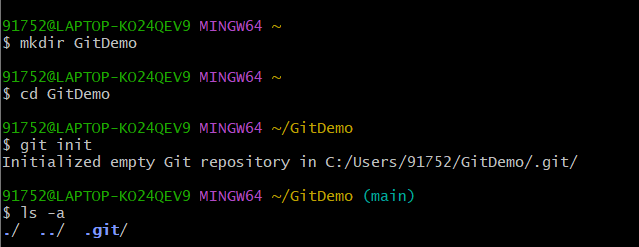 91752@LAPTOP-KO24QEV9 MINGW64 ~
$ mkdir GitDemo
91752@LAPTOP-KO24QEV9 MINGW64 ~
$ cd GitDemo
91752@LAPTOP-KO24QEV9 MINGW64 ~/GitDemo
$ git init
Initialized empty Git repository in C:/Users/91752/GitDemo/.git/
91752@LAPTOP-KO24QEV9 MINGW64 ~/GitDemo (main)
$ ls -a
./  ../  .git/